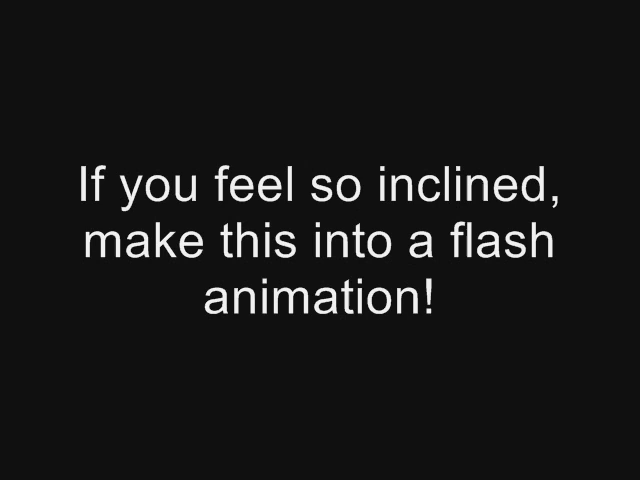 If you feel so inclined,
make this into a flash
animation!